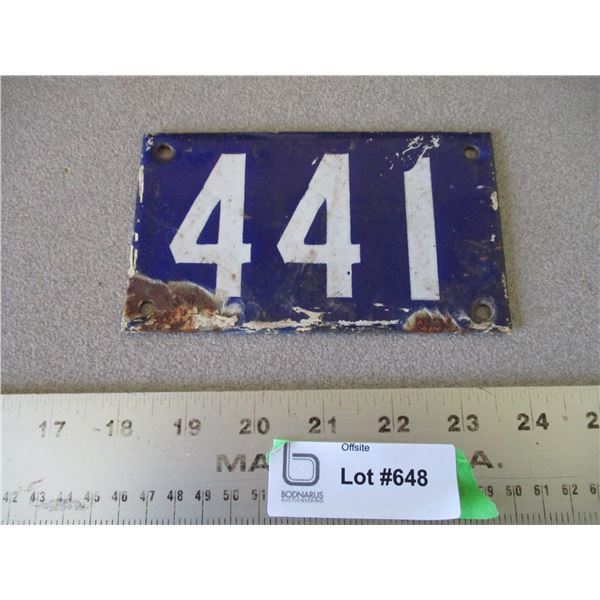 441
17 18 19 20 21 22 23 24
MA A.
Offsite
Lot #648
b
BODNARUS
AUCTIONEERING
42 43 44 45 46 47 48 49 50 51 60 61 62